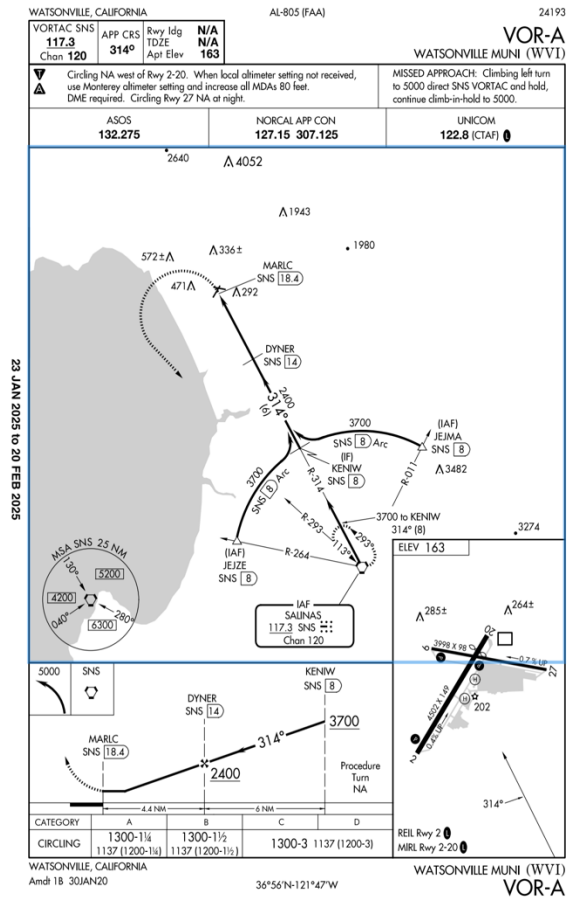 WATSONVILLE, CALIFORNIA
AL-805 (FAA)
24193
VORTAC SNS
117.3
Chan 120
APP CRS
314°
Rwy Idg N/A
TDZE N/A
Apt Elev 163
VOR-A
WATSONVILLE MUNI (WVI)
T
A
Circling NA west of Rwy 2-20. When local altimeter setting not received,
use Monterey altimeter setting and increase all MDAs 80 feet.
DME required. Circling Rwy 27 NA at night.
MISSED APPROACH: Climbing left turn
to 5000 direct SNS VORTAC and hold,
continue climb-in-hold to 5000.
ASOS
132.275
NORCAL APP CON
127.15 307.125
UNICOM
122.8 (CTAF) L
2640
4052
1943
1980
572±
336±
471
292
MARLC
SNS 18.4
DYNER
SNS 14
2400
314°
(6)
3700
SNS 8 Arc
(IAF)
JEJMA
SNS 8
3482
R-011
(IF)
KENIW
SNS 8
R-314
3700
SNS 8 Arc
3700 to KENIW
314° (8)
R-293
293°
113°
R-264
(IAF)
JEJZE
SNS 8
3274
MSA SNS 25 NM
130°
5200
4200
040°
280°
6300
IAF
SALINAS
117.3 SNS
Chan 120
ELEV 163
285±
264±
20
9
3998 X 98
0.7% UP
27
H
H
202
4502 X 149
0.4% UP
2
314°
REIL Rwy 2 L
MIRL Rwy 2-20 L
5000
SNS
KENIW
SNS 8
DYNER
SNS 14
3700
MARLC
SNS 18.4
314°
2400
Procedure
Turn
NA
4.4 NM
6 NM
CATEGORY A B C D
CIRCLING
1300-1¼
1137 (1200-1¼)
1300-1½
1137 (1200-1½)
1300-3 1137 (1200-3)
WATSONVILLE, CALIFORNIA
Amdt 1B 30JAN20
36°56'N-121°47'W
WATSONVILLE MUNI (WVI)
VOR-A
23 JAN 2025 to 20 FEB 2025